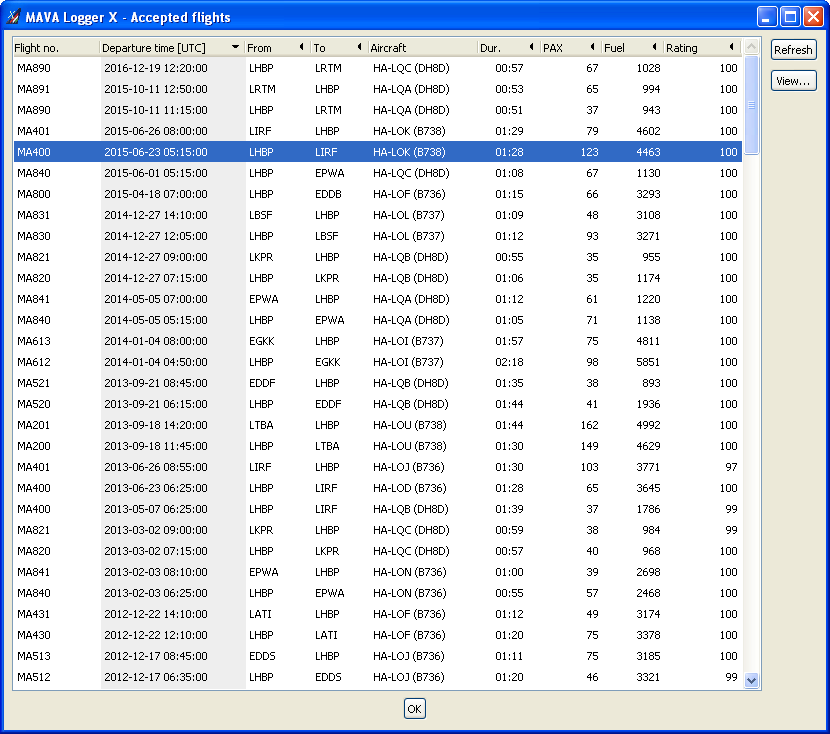 MAVA Logger X - Accepted flights
Flight no. Departure time [UTC] From To Aircraft Dur. PAX Fuel Rating
MA890 2016-12-19 12:20:00 LHBP LRTM HA-LQC (DH8D) 00:57 67 1028 100
MA891 2015-10-11 12:50:00 LRTM LHBP HA-LQA (DH8D) 00:53 65 994 100
MA890 2015-10-11 11:15:00 LHBP LRTM HA-LQA (DH8D) 00:51 37 943 100
MA401 2015-06-26 08:00:00 LIRF LHBP HA-LOK (B738) 01:29 79 4602 100
MA400 2015-06-23 05:15:00 LHBP LIRF HA-LOK (B738) 01:28 123 4463 100
MA840 2015-06-01 05:15:00 LHBP EPWA HA-LQC (DH8D) 01:08 67 1130 100
MA800 2015-04-18 07:00:00 LHBP EDDB HA-LOF (B736) 01:15 66 3293 100
MA831 2014-12-27 14:10:00 LBSF LHBP HA-LOL (B737) 01:09 48 3108 100
MA830 2014-12-27 12:05:00 LHBP LBSF HA-LOL (B737) 01:12 93 3271 100
MA821 2014-12-27 09:00:00 LKPR LHBP HA-LQB (DH8D) 00:55 35 955 100
MA820 2014-12-27 07:15:00 LHBP LKPR HA-LQB (DH8D) 01:06 35 1174 100
MA841 2014-05-05 07:00:00 EPWA LHBP HA-LQA (DH8D) 01:12 61 1220 100
MA840 2014-05-05 05:15:00 LHBP EPWA HA-LQA (DH8D) 01:05 71 1138 100
MA613 2014-01-04 08:00:00 EGKK LHBP HA-LOI (B737) 01:57 75 4811 100
MA612 2014-01-04 04:50:00 LHBP EGKK HA-LOI (B737) 02:18 98 5851 100
MA521 2013-09-21 08:45:00 EDDF LHBP HA-LQB (DH8D) 01:35 38 893 100
MA520 2013-09-21 06:15:00 LHBP EDDF HA-LQB (DH8D) 01:44 41 1936 100
MA201 2013-09-18 14:20:00 LTBA LHBP HA-LOU (B738) 01:44 162 4992 100
MA200 2013-09-18 11:45:00 LHBP LTBA HA-LOU (B738) 01:30 149 4629 100
MA401 2013-06-26 08:55:00 LIRF LHBP HA-LOJ (B736) 01:30 103 3771 97
MA400 2013-06-23 06:25:00 LHBP LIRF HA-LOD (B736) 01:28 65 3645 100
MA400 2013-05-07 06:25:00 LHBP LIRF HA-LQB (DH8D) 01:39 37 1786 99
MA821 2013-03-02 09:00:00 LKPR LHBP HA-LQC (DH8D) 00:59 38 984 99
MA820 2013-03-02 07:15:00 LHBP LKPR HA-LQC (DH8D) 00:57 40 968 100
MA841 2013-02-03 08:10:00 EPWA LHBP HA-LON (B736) 01:00 39 2698 100
MA840 2013-02-03 06:25:00 LHBP EPWA HA-LON (B736) 00:55 57 2468 100
MA431 2012-12-22 14:10:00 LATI LHBP HA-LOF (B736) 01:12 49 3174 100
MA430 2012-12-22 12:10:00 LHBP LATI HA-LOF (B736) 01:20 75 3378 100
MA513 2012-12-17 08:45:00 EDDS LHBP HA-LOJ (B736) 01:11 75 3185 100
MA512 2012-12-17 06:35:00 LHBP EDDS HA-LOJ (B736) 01:20 46 3321 99
Refresh
View...
OK